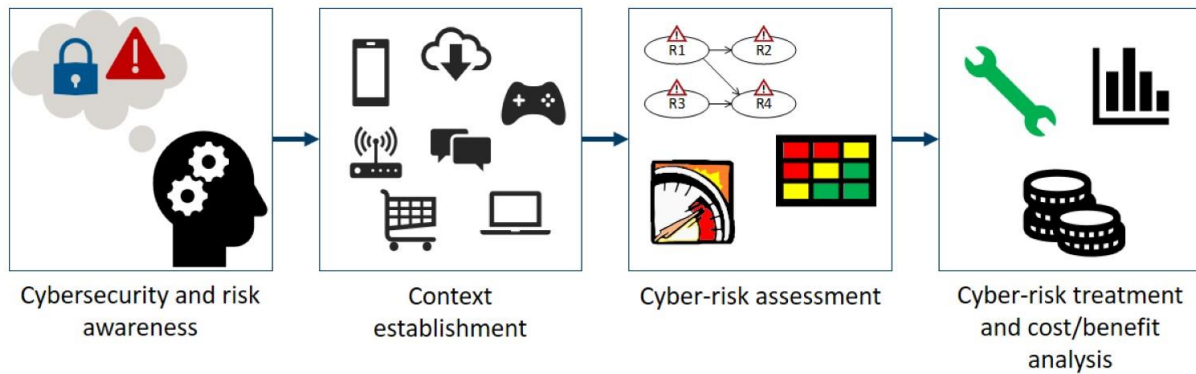 R1
R2
R3
R4
Cybersecurity and risk
awareness
Context
establishment
Cyber-risk assessment
Cyber-risk treatment
and cost/benefit
analysis